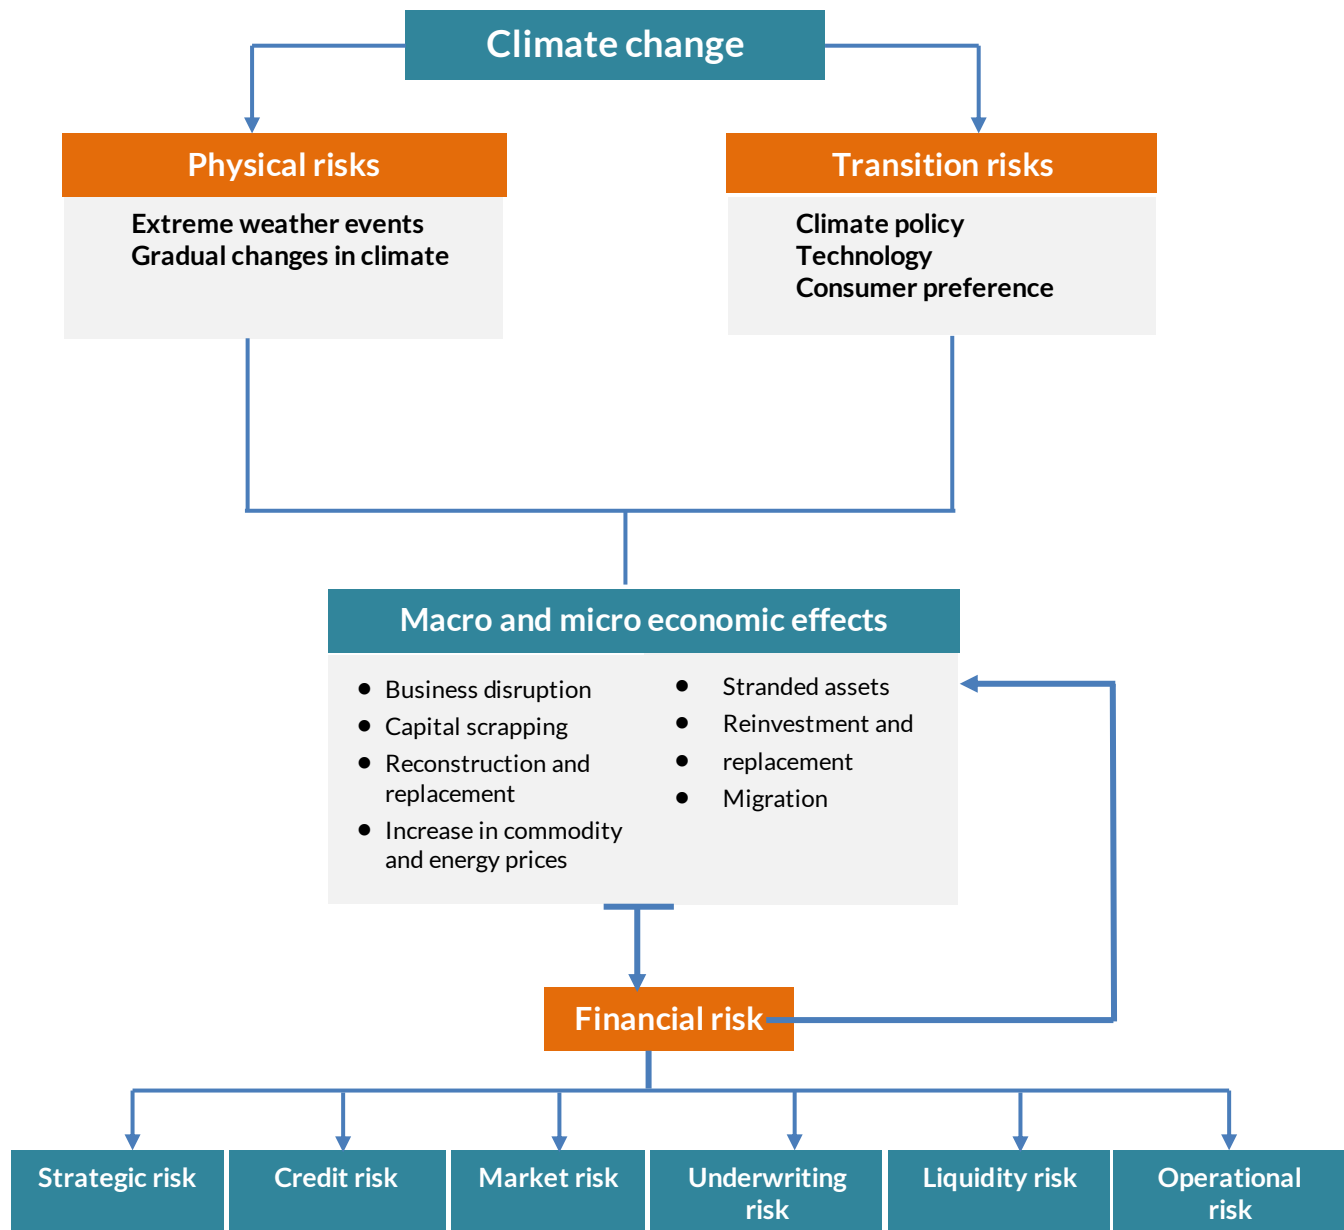 Climate change
Physical risks
Extreme weather events
Gradual changes in climate
Transition risks
Climate policy
Technology
Consumer preference
Macro and micro economic effects
● Business disruption
● Capital scrapping
● Reconstruction and
replacement
● Increase in commodity
and energy prices
● Stranded assets
● Reinvestment and
● replacement
● Migration
Financial risk
Strategic risk
Credit risk
Market risk
Underwriting
risk
Liquidity risk
Operational
risk